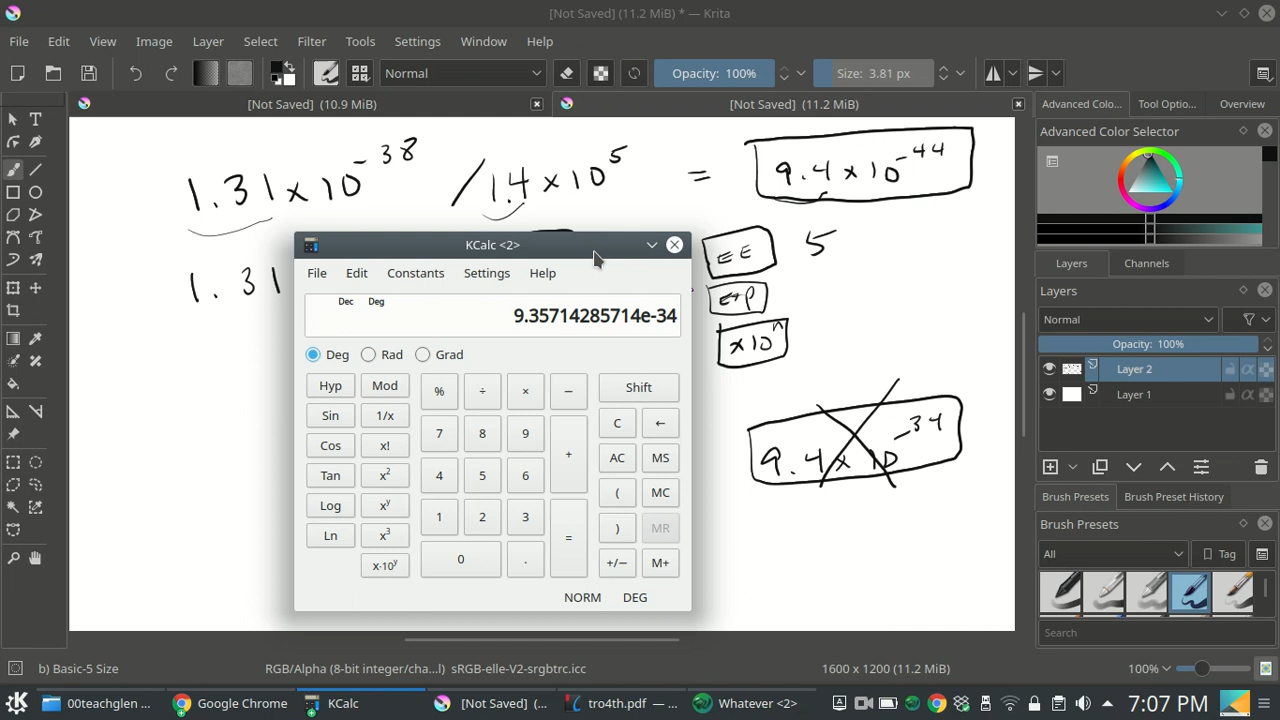 [Not Saved] (11.2 MiB) * — Krita
File Edit View Image Layer Select Filter Tools Settings Window Help
Normal Opacity: 100% Size: 3.81 px
[Not Saved] (10.9 MiB) [Not Saved] (11.2 MiB) Advanced Colo... Tool Optio... Overview
Advanced Color Selector
1.31 x 10^-38 / 1.4 x 10^5 = 9.4 x 10^-44
1.31
EE 5
EXP
x10^n
9.4 x 10^-34
KCalc <2>
File Edit Constants Settings Help
Dec Deg
9.35714285714e-34
Deg Rad Grad
Hyp Mod % ÷ × − Shift
Sin 1/x 7 8 9 C ←
Cos x! + AC MS
Tan x² 4 5 6
Log x^y 1 2 3 ( MC
Ln x³ = ) MR
x·10^y 0 . +/− M+
NORM DEG
Layers Channels
Layers
Normal
Opacity: 100%
Layer 2
Layer 1
Brush Presets Brush Preset History
Brush Presets
All Tag
Search
b) Basic-5 Size RGB/Alpha (8-bit integer/cha...l) sRGB-elle-V2-srgbtrc.icc 1600 x 1200 (11.2 MiB) 100%
00teachglen ... Google Chrome KCalc [Not Saved] (... tro4th.pdf — ... Whatever <2> A 7:07 PM